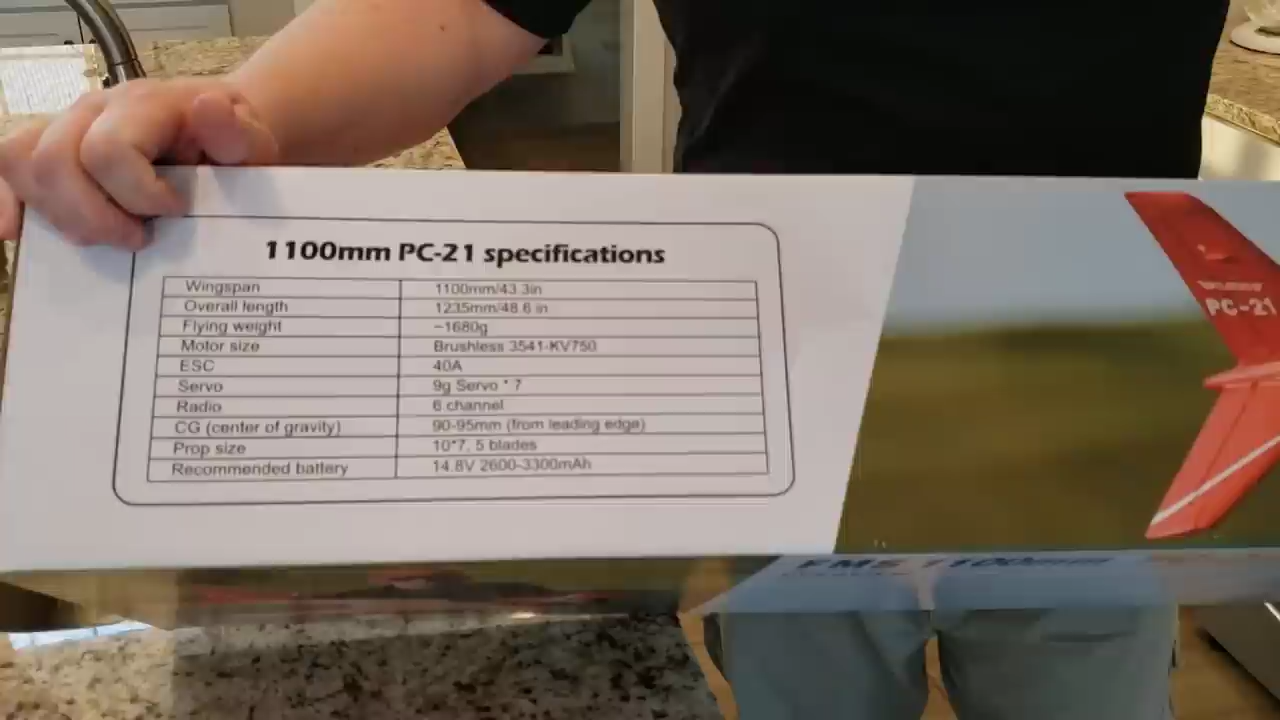 1100mm PC-21 specifications
Wingspan 1100mm/43.3in
Overall length 1235mm/48.6 in
Flying weight ~1680g
Motor size Brushless 3541-KV750
ESC 40A
Servo 9g Servo * 7
Radio 6 channel
CG (center of gravity) 90-95mm (from leading edge)
Prop size 10*7, 5 blades
Recommended battery 14.8V 2600-3300mAh
PC-21
FMS 1100mm